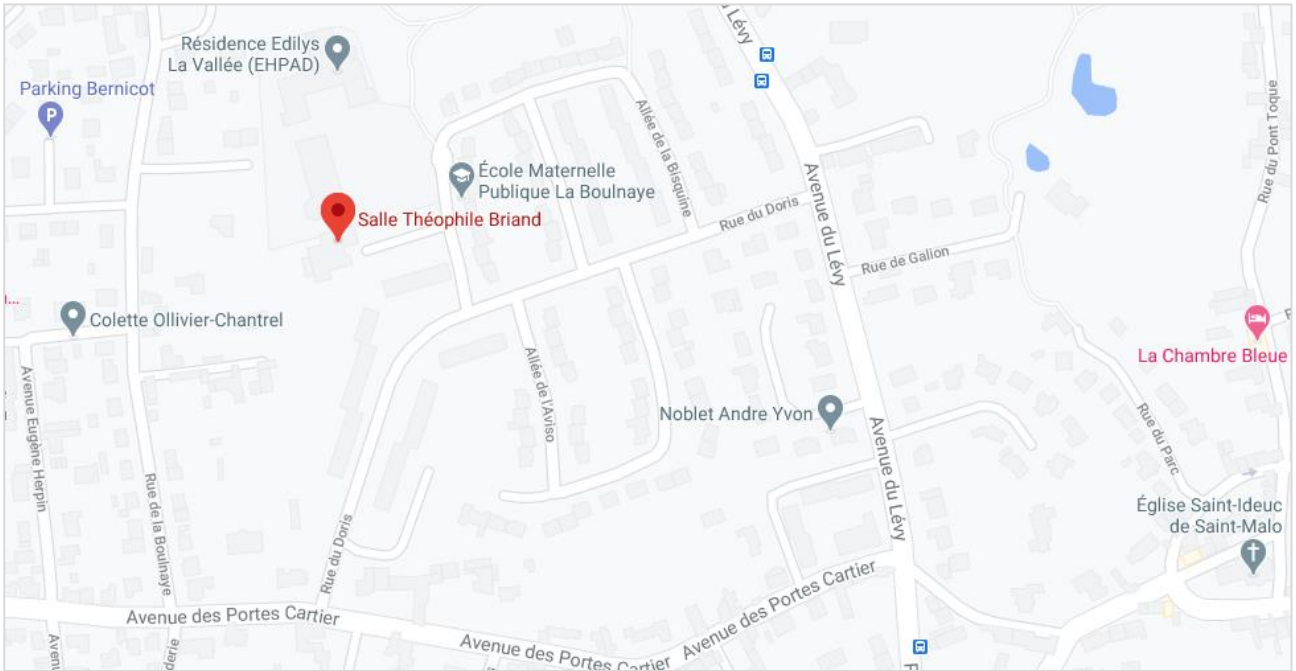 Lévy
Lévy
Résidence Edilys
La Vallée (EHPAD)
Parking Bernicot
P
Allée de la Bisquine
Rue du Pont Toque
École Maternelle
Publique La Boulnaye
Salle Théophile Briand
Rue du Doris
Avenue du Lévy
Rue de Galion
Colette Ollivier-Chantrel
La Chambre Bleue
Allée de l'Aviso
Noblet Andre Yvon
Avenue Eugène Herpin
Rue de la Boulnaye
Avenue du Lévy
Rue du Parc
Église Saint-Ideuc
de Saint-Malo
Rue du Doris
Avenue des Portes Cartier
Avenue des Portes Cartier
Avenue des Portes Cartier